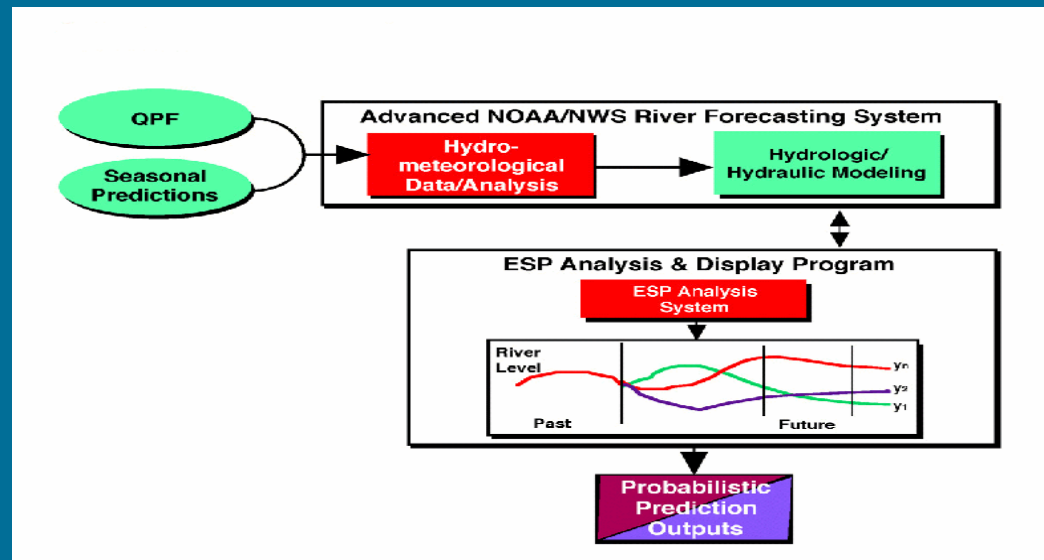 QPF
Seasonal
Predictions
Advanced NOAA/NWS River Forecasting System
Hydro-
meteorological
Data/Analysis
Hydrologic/
Hydraulic Modeling
ESP Analysis & Display Program
ESP Analysis
System
River
Level
yn
y2
y1
Past
Future
Probabilistic
Prediction
Outputs